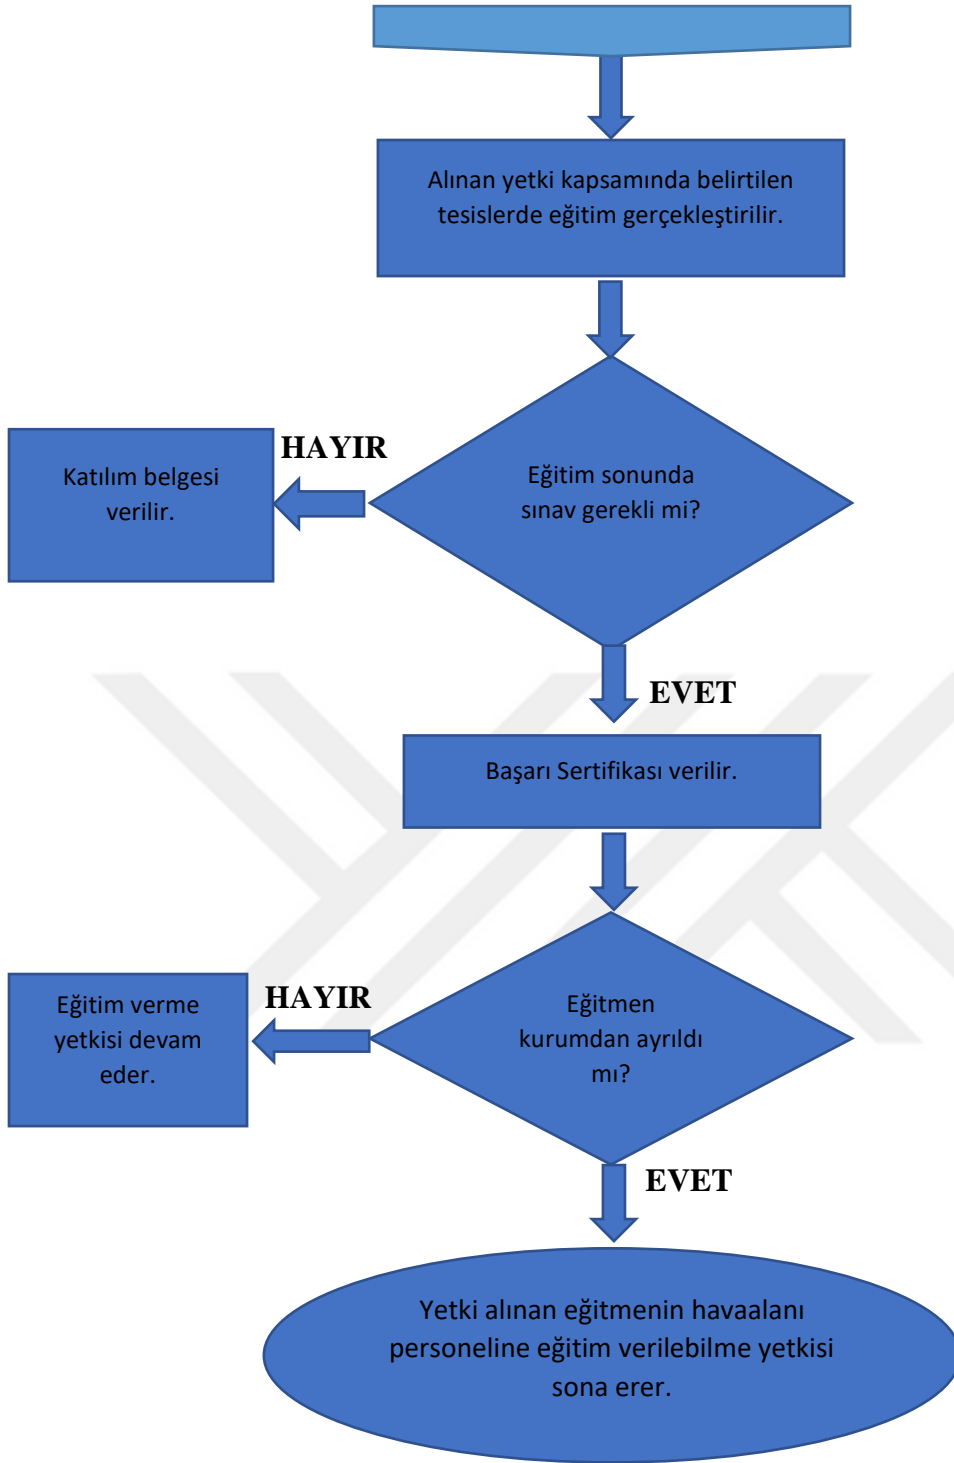 Alınan yetki kapsamında belirtilen
tesislerde eğitim gerçekleştirilir.
HAYIR
Katılım belgesi
verilir.
Eğitim sonunda
sınav gerekli mi?
EVET
Başarı Sertifikası verilir.
HAYIR
Eğitim verme
yetkisi devam
eder.
Eğitmen
kurumdan ayrıldı
mı?
EVET
Yetki alınan eğitmenin havaalanı
personeline eğitim verilebilme yetkisi
sona erer.